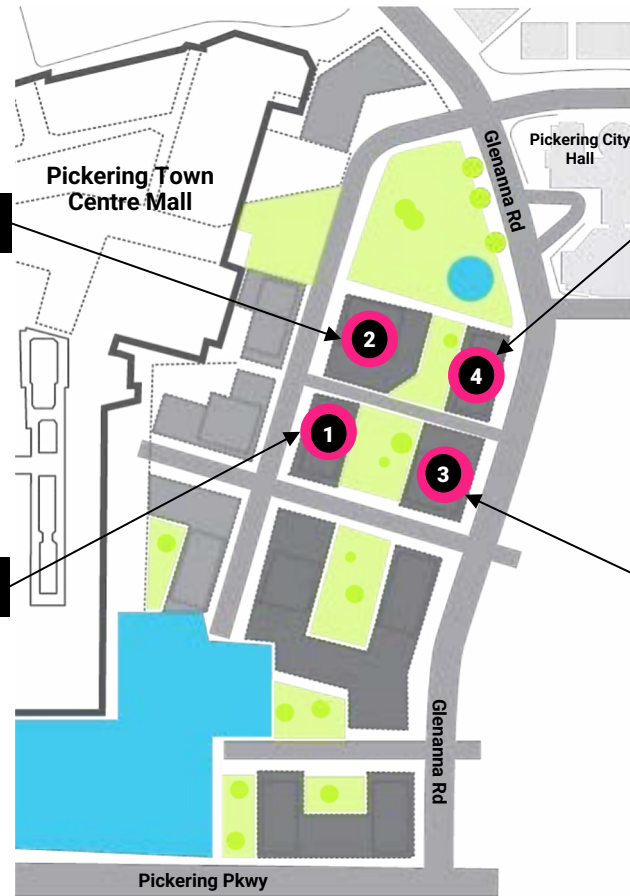 Pickering City
Hall
Glenanna Rd
Pickering Town
Centre Mall
2
4
1
3
Glenanna Rd
Pickering Pkwy